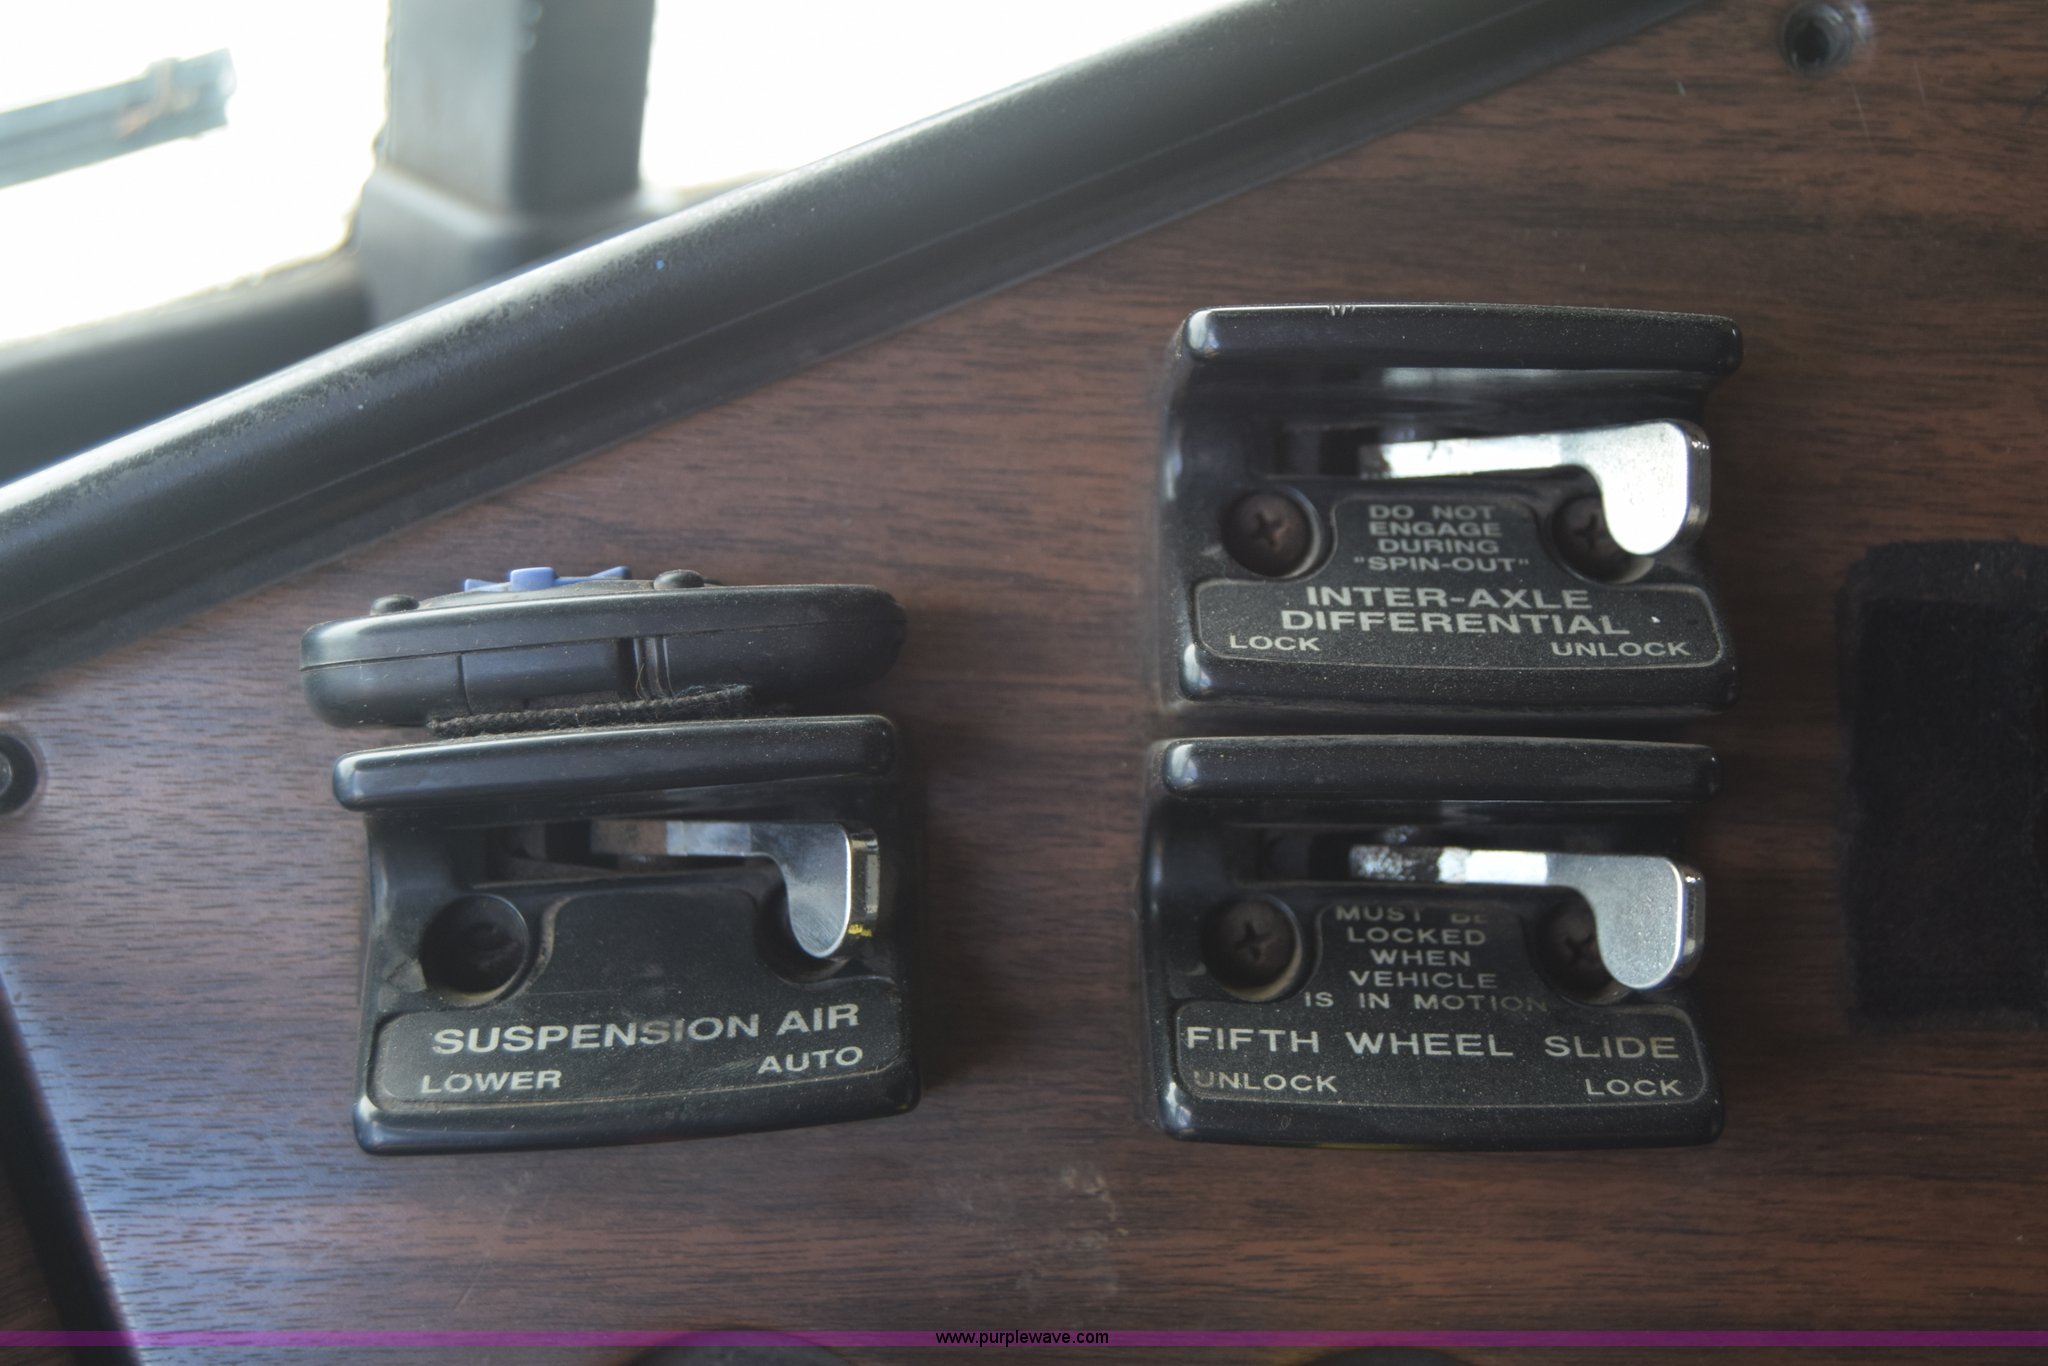 DO NOT
ENGAGE
DURING
"SPIN-OUT"
INTER-AXLE
DIFFERENTIAL
LOCK UNLOCK
SUSPENSION AIR
LOWER AUTO
MUST BE
LOCKED
WHEN
VEHICLE
IS IN MOTION
FIFTH WHEEL SLIDE
UNLOCK LOCK
www.purplewave.com